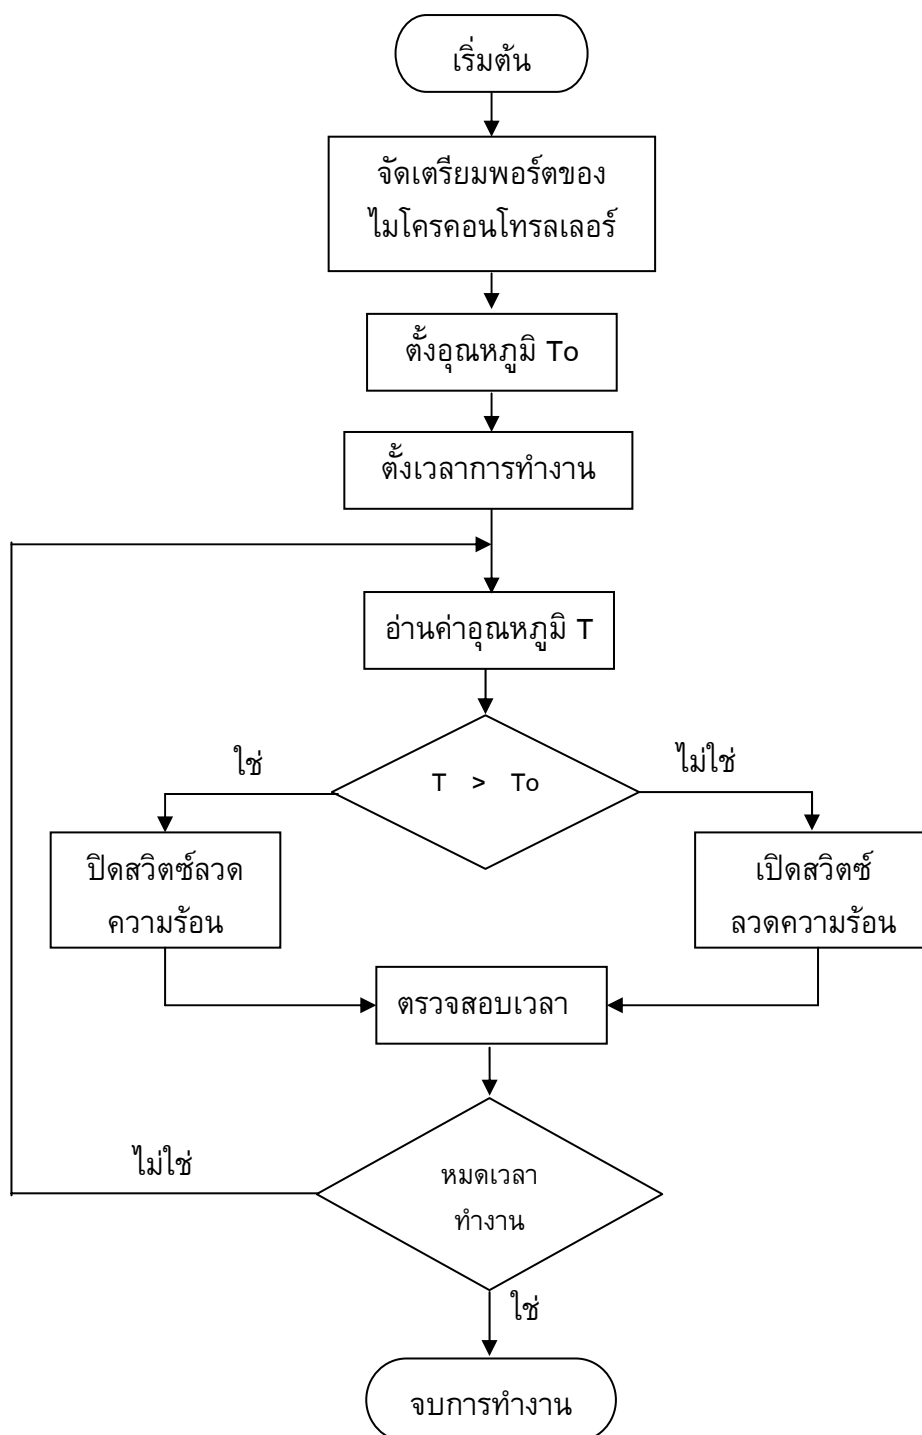 เริ่มต้น
จัดเตรียมพอร์ตของ
ไมโครคอนโทรลเลอร์
ตั้งอุณหภูมิ To
ตั้งเวลาการทำงาน
อ่านค่าอุณหภูมิ T
ใช่
ไม่ใช่
T > To
ปิดสวิตซ์ลวด
ความร้อน
เปิดสวิตซ์
ลวดความร้อน
ตรวจสอบเวลา
ไม่ใช่
หมดเวลา
ทำงาน
ใช่
จบการทำงาน